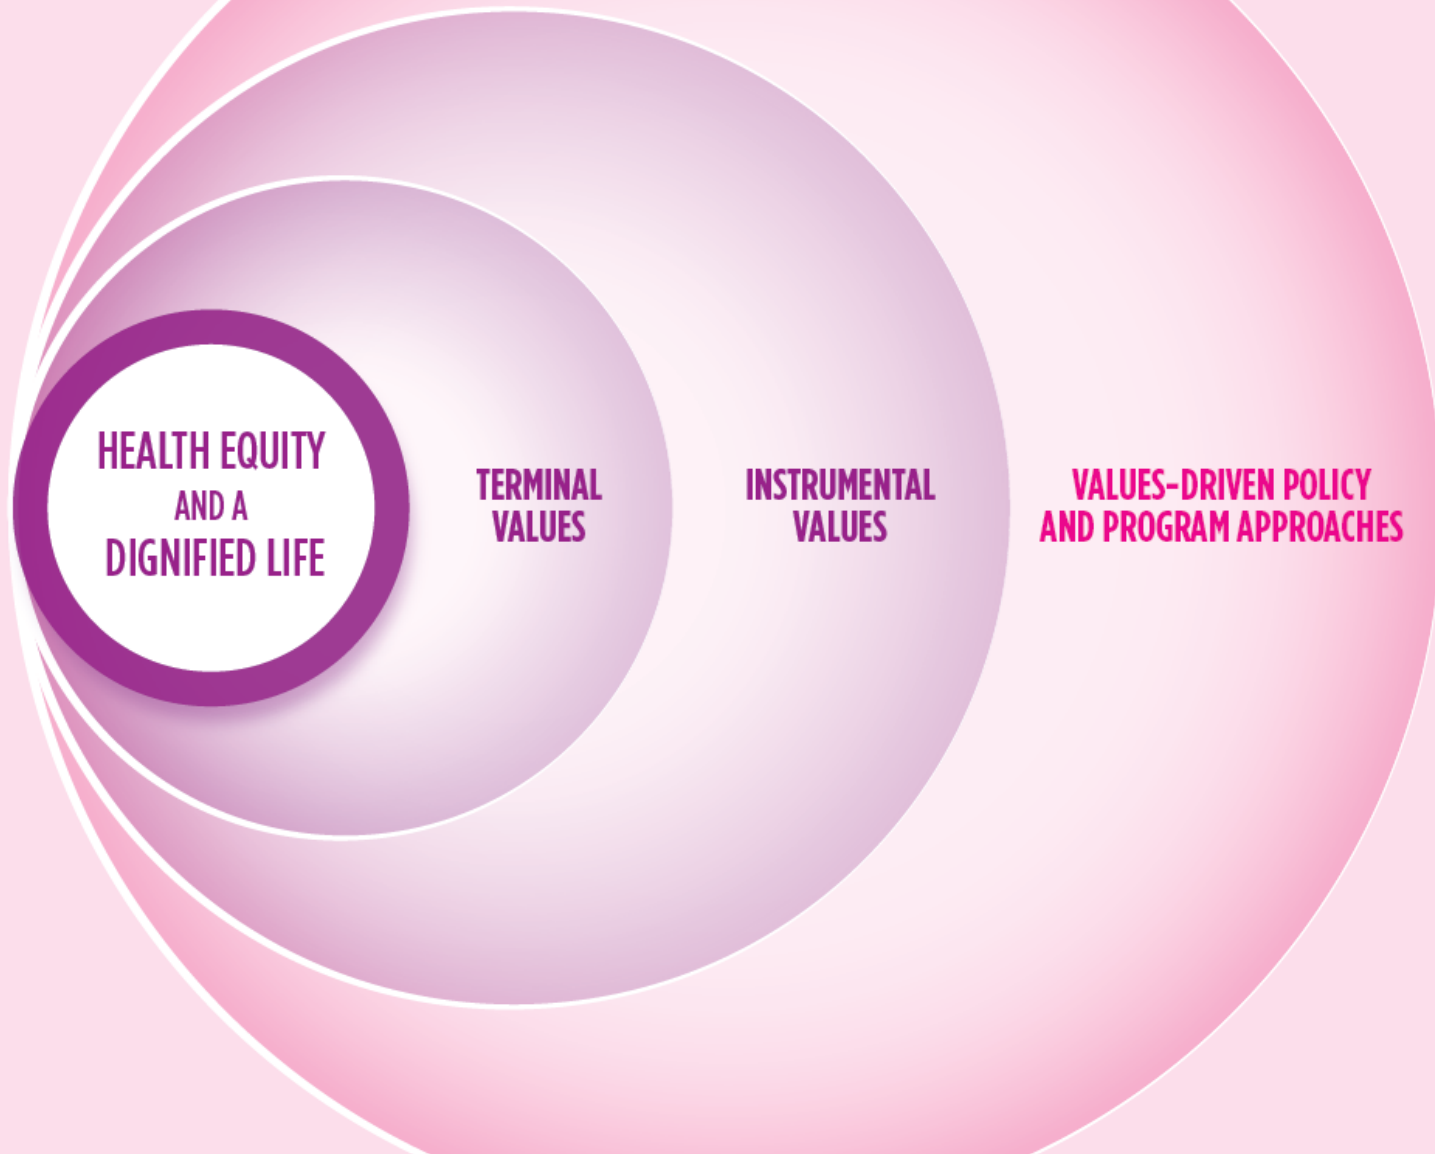 HEALTH EQUITY
AND A
DIGNIFIED LIFE
TERMINAL
VALUES
INSTRUMENTAL
VALUES
VALUES-DRIVEN POLICY
AND PROGRAM APPROACHES